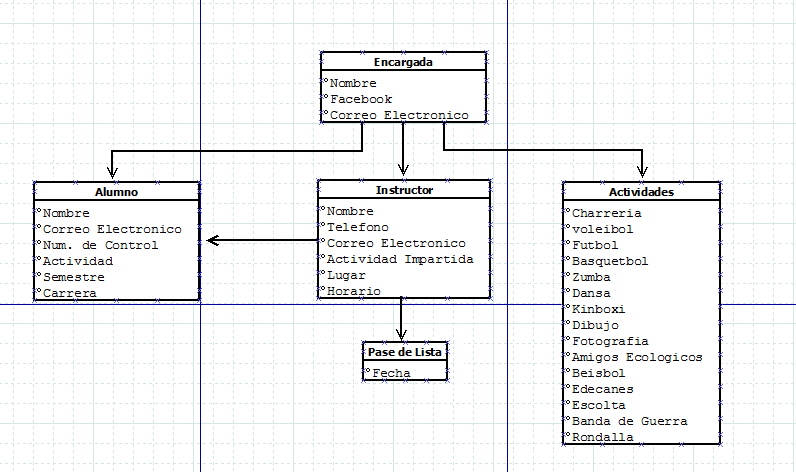 Encargada
Nombre
Facebook
Correo Electronico
Alumno
Nombre
Correo Electronico
Num. de Control
Actividad
Semestre
Carrera
Instructor
Nombre
Telefono
Correo Electronico
Actividad Impartida
Lugar
Horario
Actividades
Charreria
voleibol
Futbol
Basquetbol
Zumba
Dansa
Kinboxi
Dibujo
Fotografia
Amigos Ecologicos
Beisbol
Edecanes
Escolta
Banda de Guerra
Rondalla
Pase de Lista
Fecha